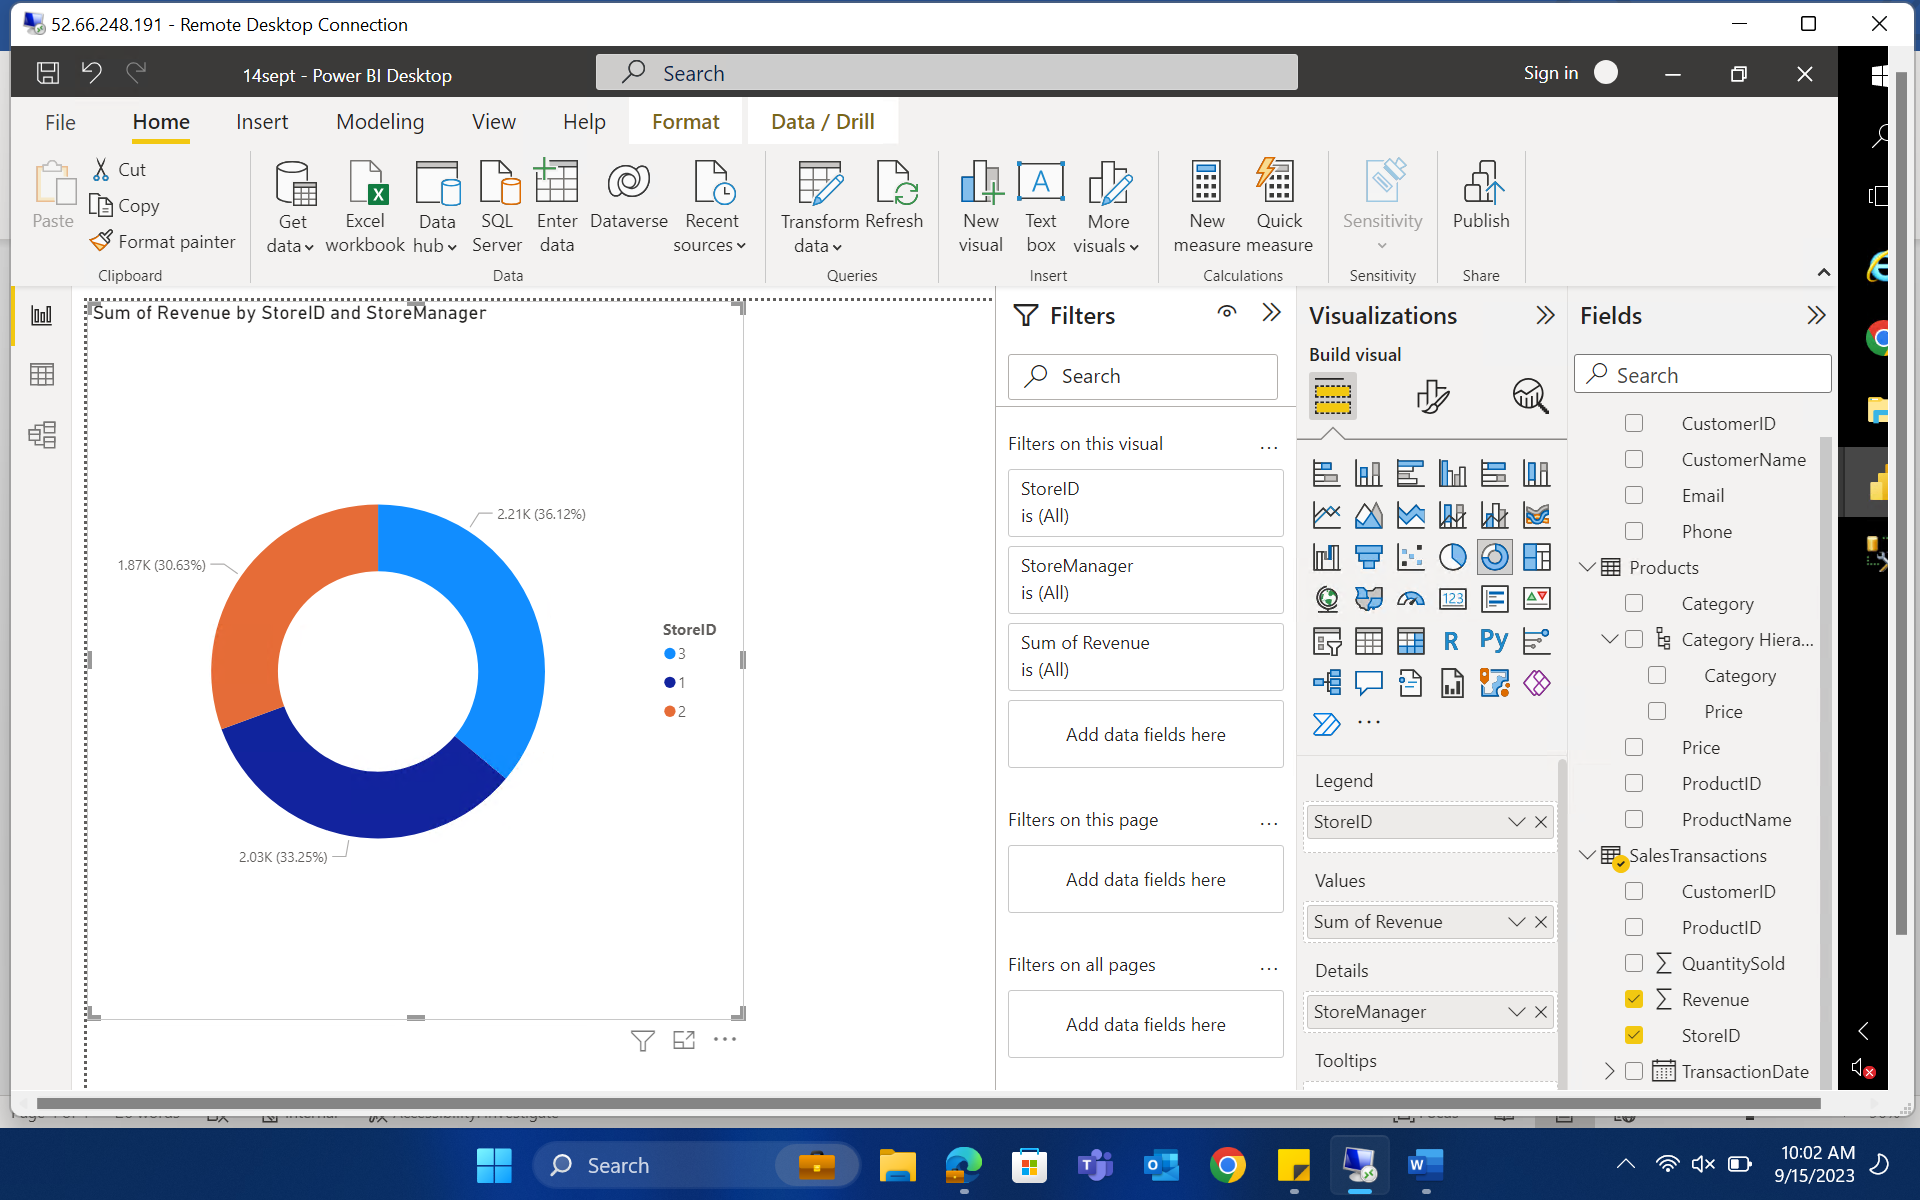 52.66.248.191 - Remote Desktop Connection
14sept - Power BI Desktop
Search
Sign in
File
Home
Insert
Modeling
View
Help
Format
Data / Drill
Paste
Cut
Copy
Format painter
Clipboard
Get data
Excel workbook
Data hub
SQL Server
Enter data
Dataverse
Recent sources
Data
Transform data
Refresh
Queries
New visual
Text box
More visuals
Insert
New measure
Quick measure
Calculations
Sensitivity
Sensitivity
Publish
Share
Sum of Revenue by StoreID and StoreManager
2.21K (36.12%)
1.87K (30.63%)
2.03K (33.25%)
StoreID
3
1
2
Filters
Search
Filters on this visual
...
StoreID
is (All)
StoreManager
is (All)
Sum of Revenue
is (All)
Add data fields here
Filters on this page
...
Add data fields here
Filters on all pages
...
Add data fields here
Visualizations
Build visual
123
R
Py
...
Legend
StoreID
Values
Sum of Revenue
Details
StoreManager
Tooltips
Fields
Search
CustomerID
CustomerName
Email
Phone
Products
Category
Category Hiera...
Category
Price
Price
ProductID
ProductName
SalesTransactions
CustomerID
ProductID
QuantitySold
Revenue
StoreID
TransactionDate
Search
10:02 AM
9/15/2023